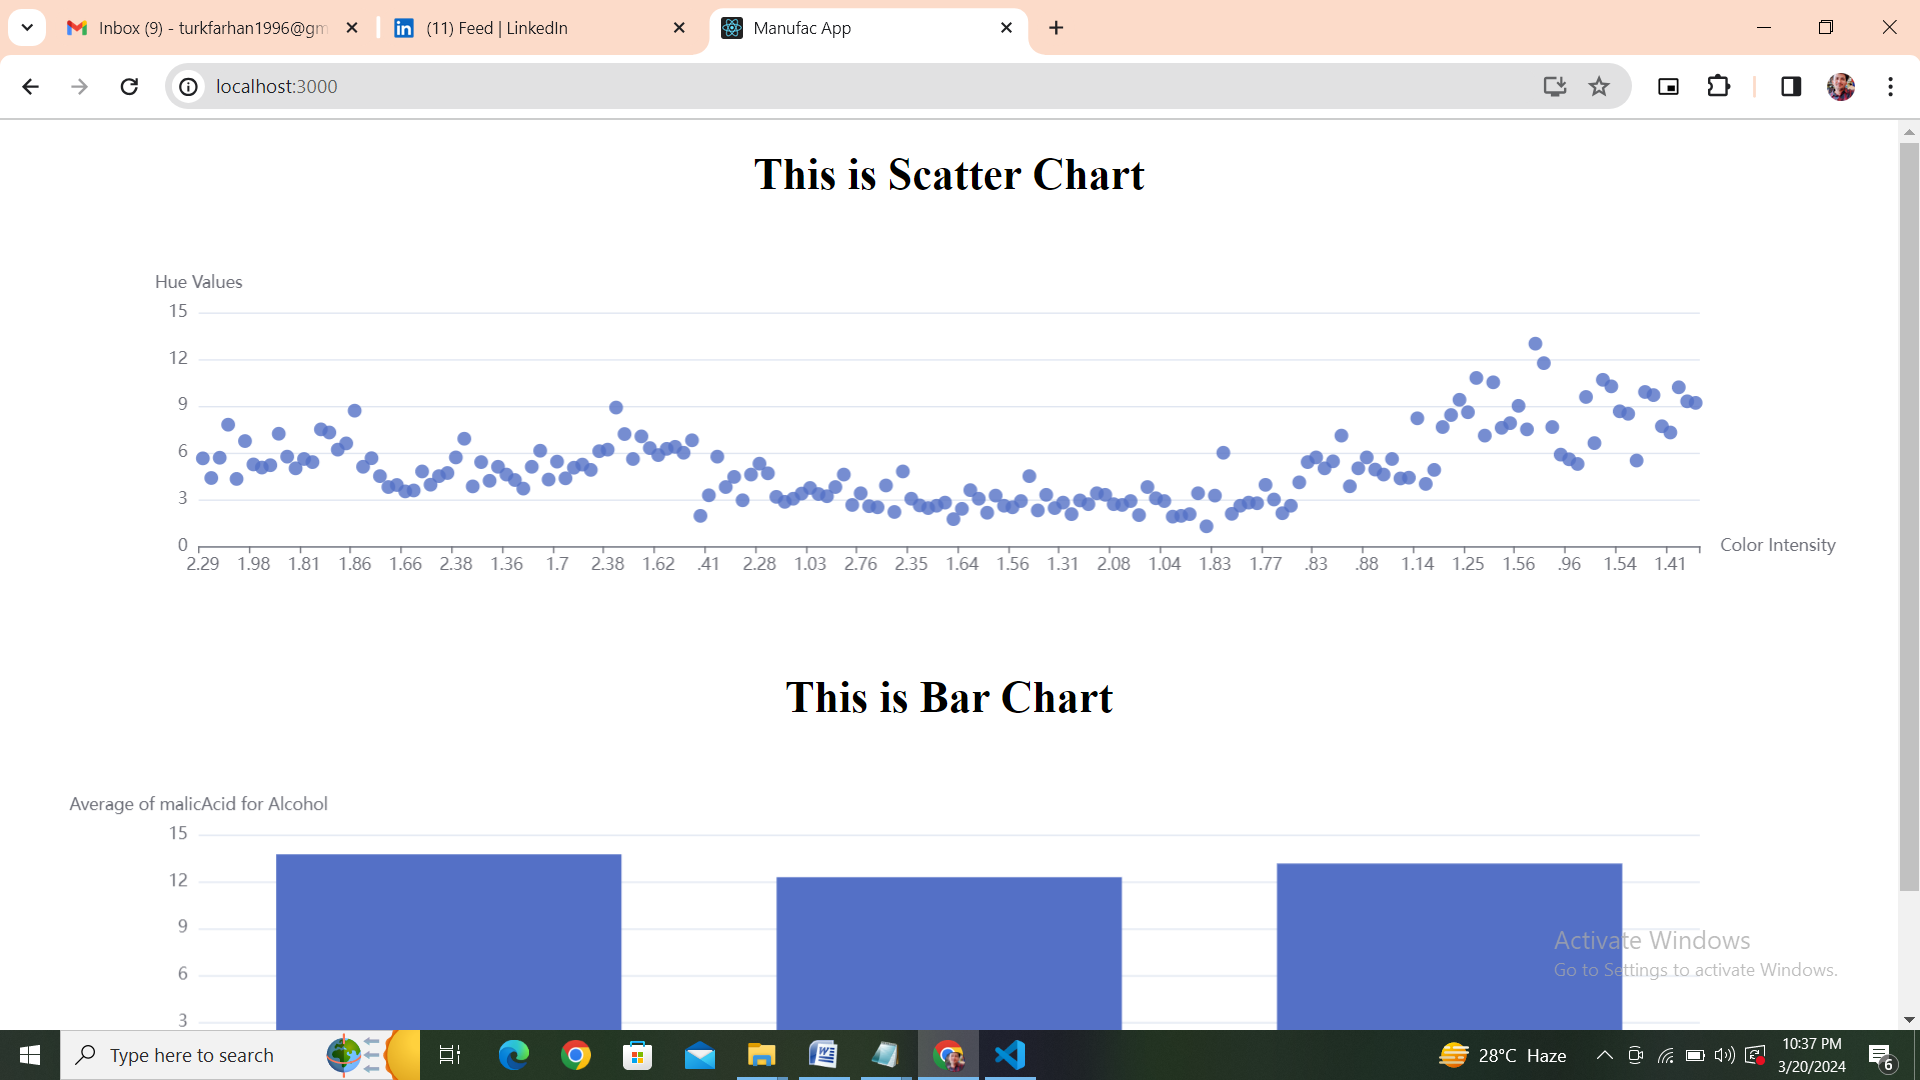 Inbox (9) - turkfarhan1996@gm
(11) Feed | LinkedIn
Manufac App
localhost:3000
This is Scatter Chart
Hue Values
15
12
9
6
3
0
2.29 1.98 1.81 1.86 1.66 2.38 1.36 1.7 2.38 1.62 .41 2.28 1.03 2.76 2.35 1.64 1.56 1.31 2.08 1.04 1.83 1.77 .83 .88 1.14 1.25 1.56 .96 1.54 1.41
Color Intensity
This is Bar Chart
Average of malicAcid for Alcohol
15
12
9
6
3
Activate Windows
Go to Settings to activate Windows.
Type here to search
28°C Haze
10:37 PM
3/20/2024
6